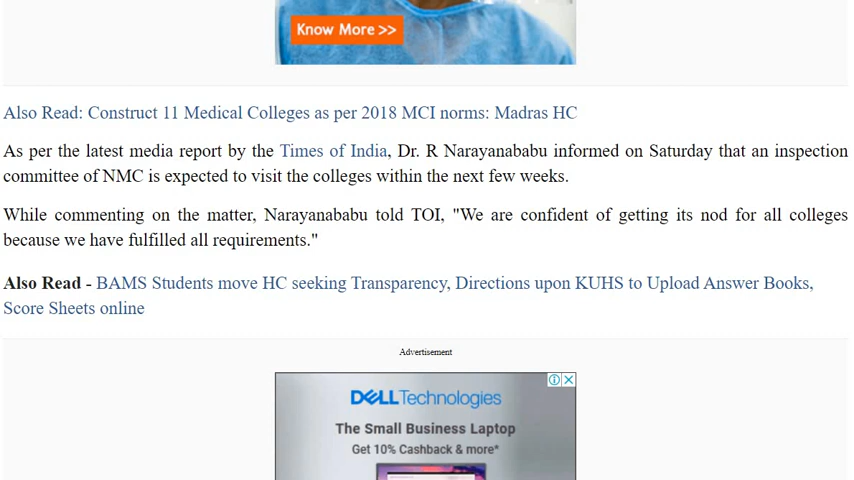 Know More >>
Also Read: Construct 11 Medical Colleges as per 2018 MCI norms: Madras HC
As per the latest media report by the Times of India, Dr. R Narayanababu informed on Saturday that an inspection
committee of NMC is expected to visit the colleges within the next few weeks.
While commenting on the matter, Narayanababu told TOI, "We are confident of getting its nod for all colleges
because we have fulfilled all requirements."
Also Read - BAMS Students move HC seeking Transparency, Directions upon KUHS to Upload Answer Books,
Score Sheets online
Advertisement
DELL Technologies
The Small Business Laptop
Get 10% Cashback & more*